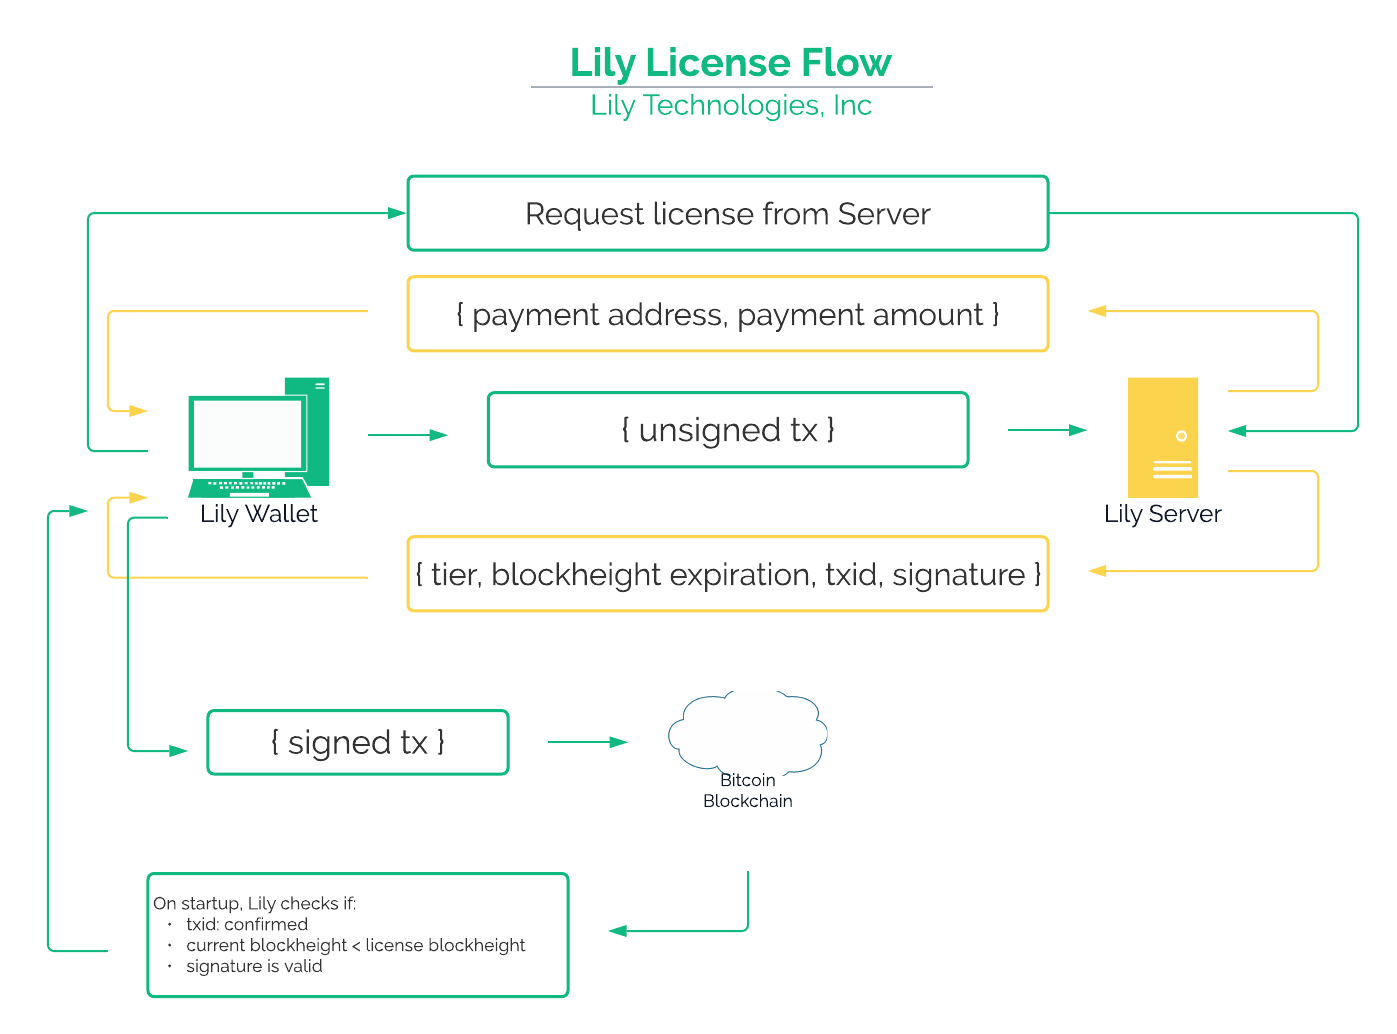 Lily License Flow
Lily Technologies, Inc
Request license from Server
{ payment address, payment amount }
{ unsigned tx }
Lily Wallet
Lily Server
{ tier, blockheight expiration, txid, signature }
{ signed tx }
Bitcoin
Blockchain
On startup, Lily checks if:
• txid: confirmed
• current blockheight < license blockheight
• signature is valid